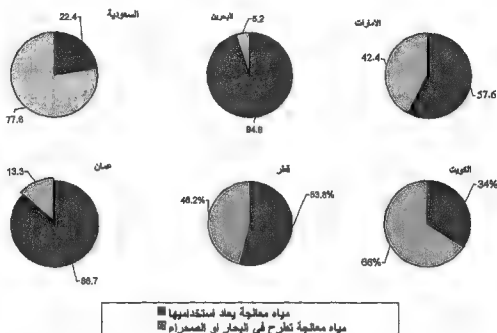 الامارات
57.6
42.4
البحرين
5.2
94.8
السعودية
22.4
77.6
الكويت
34%
66%
قطر
53.8%
46.2%
عمان
13.3
86.7
مياه معالجة يعاد استخدامها
مياه معالجة تطرح في البحار او الصحراء